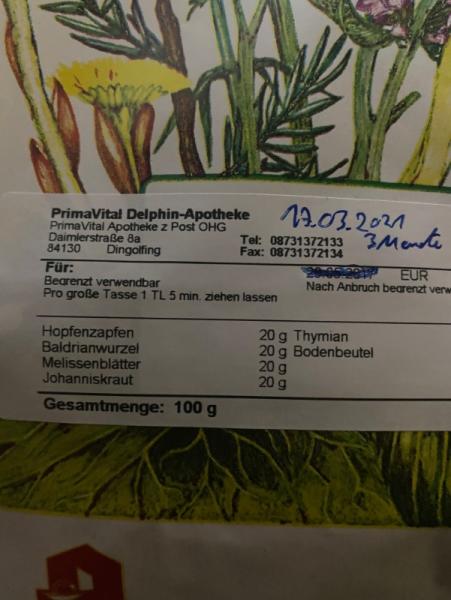 PrimaVital Delphin-Apotheke
PrimaVital Apotheke z Post OHG
Daimlerstraße 8a
84130 Dingolfing
Tel: 08731372133
Fax: 08731372134
17.03.2021
3 Monate
Für:
EUR
Begrenzt verwendbar
Nach Anbruch begrenzt verw
Pro große Tasse 1 TL 5 min. ziehen lassen
Hopfenzapfen 20 g Thymian
Baldrianwurzel 20 g Bodenbeutel
Melissenblätter 20 g
Johanniskraut 20 g
Gesamtmenge: 100 g